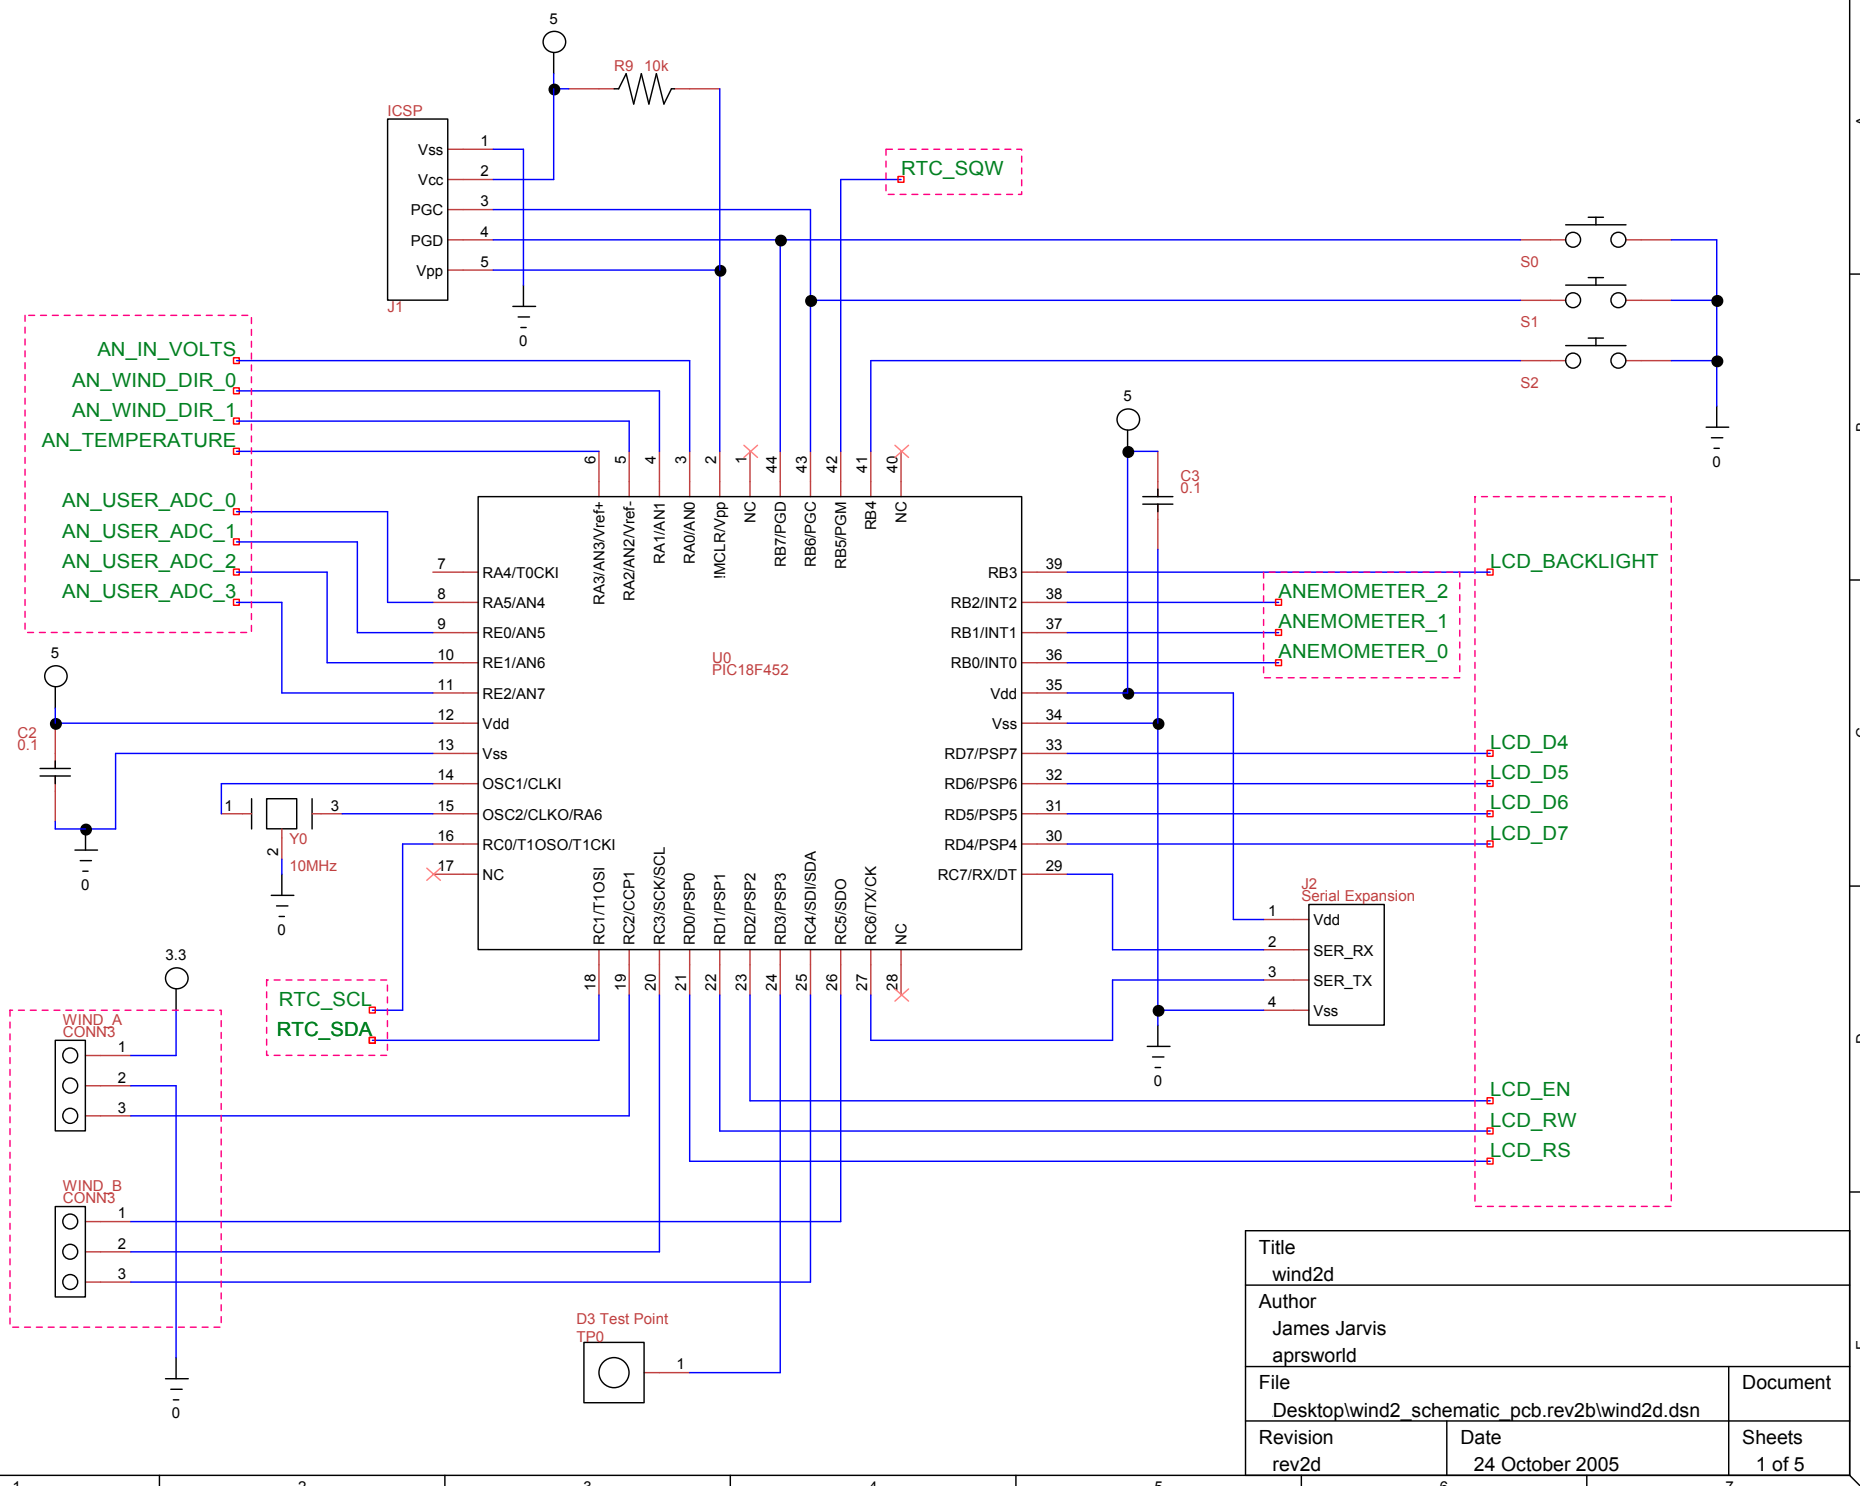 5
R9 10k
ICSP
Vss 1
Vcc 2
PGC 3
PGD 4
Vpp 5
J1
0
RTC_SQW
S0
S1
S2
0
AN_IN_VOLTS
AN_WIND_DIR_0
AN_WIND_DIR_1
AN_TEMPERATURE
AN_USER_ADC_0
AN_USER_ADC_1
AN_USER_ADC_2
AN_USER_ADC_3
6 5 4 3 2 1 44 43 42 41 40
RA3/AN3/Vref+
RA2/AN2/Vref-
RA1/AN1
RA0/AN0
!MCLR/Vpp
NC
RB7/PGD
RB6/PGC
RB5/PGM
RB4
NC
5
C3
0.1
7 RA4/T0CKI
8 RA5/AN4
9 RE0/AN5
10 RE1/AN6
11 RE2/AN7
12 Vdd
13 Vss
14 OSC1/CLKI
15 OSC2/CLKO/RA6
16 RC0/T1OSO/T1CKI
17 NC
U0
PIC18F452
RB3 39
RB2/INT2 38
RB1/INT1 37
RB0/INT0 36
Vdd 35
Vss 34
RD7/PSP7 33
RD6/PSP6 32
RD5/PSP5 31
RD4/PSP4 30
RC7/RX/DT 29
LCD_BACKLIGHT
ANEMOMETER_2
ANEMOMETER_1
ANEMOMETER_0
LCD_D4
LCD_D5
LCD_D6
LCD_D7
5
C2
0.1
0
1 3
Y0
2
10MHz
0
RC1/T1OSI
RC2/CCP1
RC3/SCK/SCL
RD0/PSP0
RD1/PSP1
RD2/PSP2
RD3/PSP3
RC4/SDI/SDA
RC5/SDO
RC6/TX/CK
NC
18 19 20 21 22 23 24 25 26 27 28
J2
Serial Expansion
1 Vdd
2 SER_RX
3 SER_TX
4 Vss
0
3.3
RTC_SCL
RTC_SDA
WIND_A
CONN3
1
2
3
WIND_B
CONN3
1
2
3
0
LCD_EN
LCD_RW
LCD_RS
D3 Test Point
TP0
1
Title
wind2d
Author
James Jarvis
aprsworld
File Document
Desktop\wind2_schematic_pcb.rev2b\wind2d.dsn
Revision Date Sheets
rev2d 24 October 2005 1 of 5